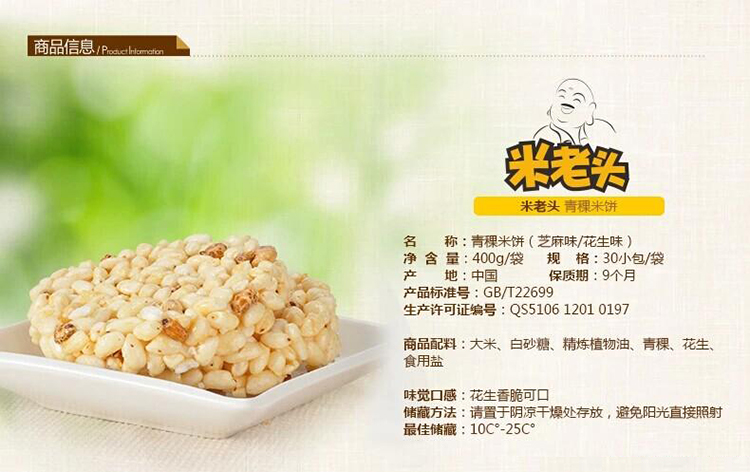 商品信息 / Product Information
米老头
米老头 青稞米饼
名 称：青稞米饼（芝麻味/花生味）
净 含 量：400g/袋 规 格：30小包/袋
产 地：中国 保质期：9个月
产品标准号：GB/T22699
生产许可证编号：QS5106 1201 0197
商品配料：大米、白砂糖、精炼植物油、青稞、花生、
食用盐
味觉口感：花生香脆可口
储藏方法：请置于阴凉干燥处存放，避免阳光直接照射
最佳储藏：10C°-25C°